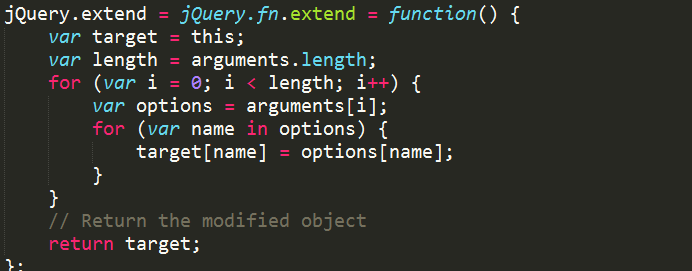 jQuery.extend = jQuery.fn.extend = function() {
    var target = this;
    var length = arguments.length;
    for (var i = 0; i < length; i++) {
        var options = arguments[i];
        for (var name in options) {
            target[name] = options[name];
        }
    }
    // Return the modified object
    return target;
};